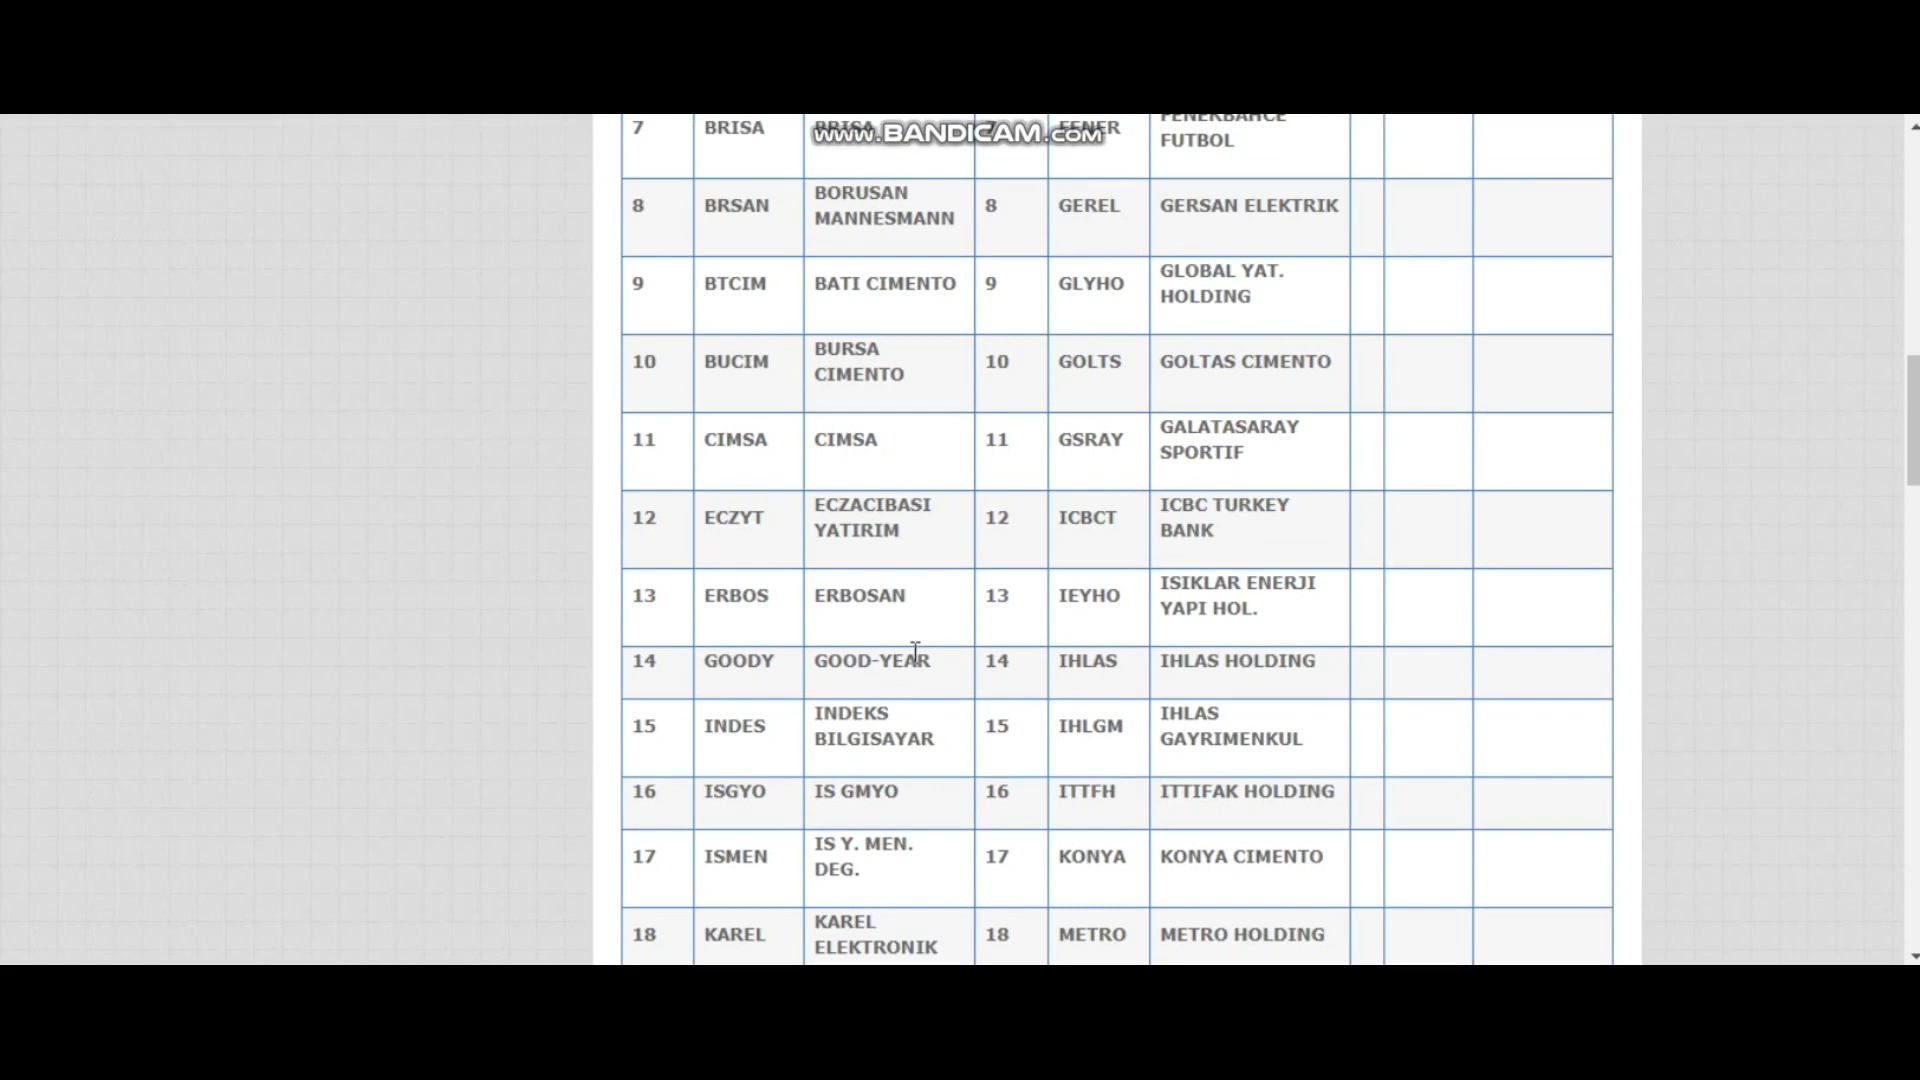 www.BANDICAM.com
7 BRISA BRISA 7 FENER FENERBAHCE
FUTBOL
8 BRSAN BORUSAN
MANNESMANN 8 GEREL GERSAN ELEKTRIK
9 BTCIM BATI CIMENTO 9 GLYHO GLOBAL YAT.
HOLDING
10 BUCIM BURSA
CIMENTO 10 GOLTS GOLTAS CIMENTO
11 CIMSA CIMSA 11 GSRAY GALATASARAY
SPORTIF
12 ECZYT ECZACIBASI
YATIRIM 12 ICBCT ICBC TURKEY
BANK
13 ERBOS ERBOSAN 13 IEYHO ISIKLAR ENERJI
YAPI HOL.
14 GOODY GOOD-YEAR 14 IHLAS IHLAS HOLDING
15 INDES INDEKS
BILGISAYAR 15 IHLGM IHLAS
GAYRIMENKUL
16 ISGYO IS GMYO 16 ITTFH ITTIFAK HOLDING
17 ISMEN IS Y. MEN.
DEG. 17 KONYA KONYA CIMENTO
18 KAREL KAREL
ELEKTRONIK 18 METRO METRO HOLDING